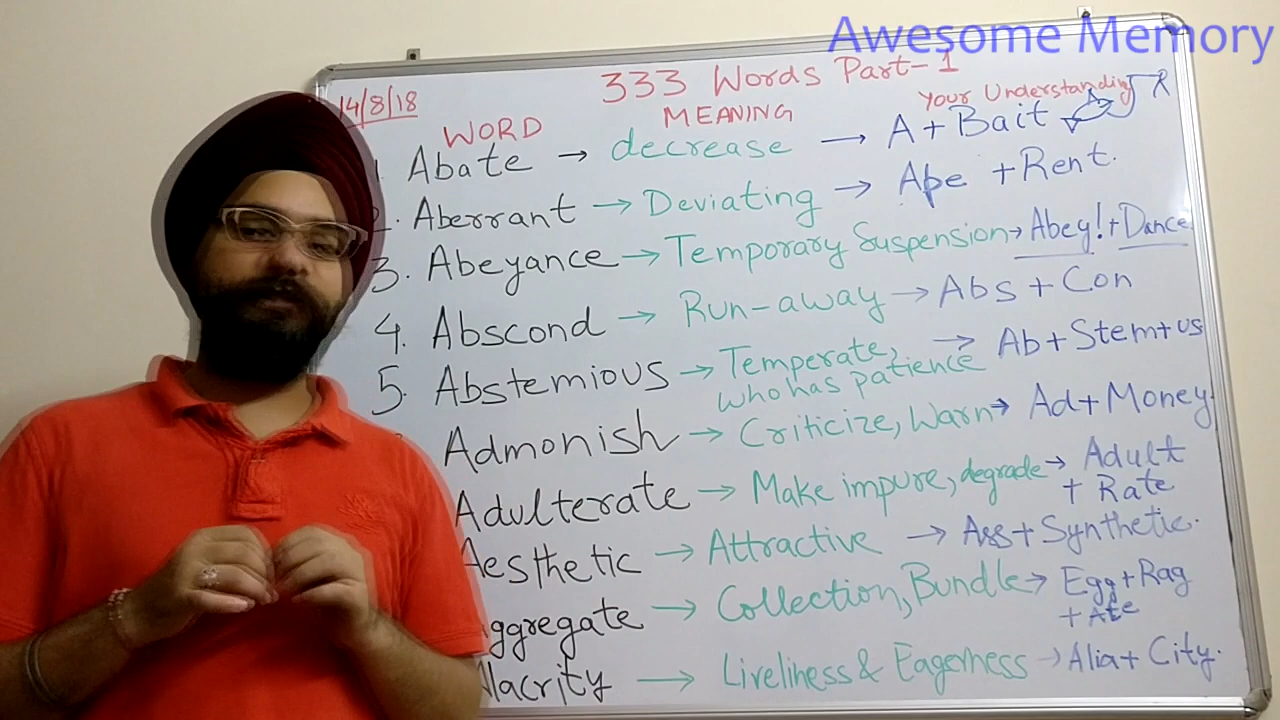 Awesome Memory
333 Words Part-1
14/8/18
WORD MEANING Your Understanding
Abate → decrease → A + Bait
2. Aberrant → Deviating → Ape + Rent.
3. Abeyance → Temporary Suspension → Abey! + Dance
4. Abscond → Run-away → Abs + Con
5. Abstemious → Temperate, → Ab + Stem + us
who has patience
Admonish → Criticize, Warn → Ad + Money
Adulterate → Make impure, degrade → Adult
+ Rate
Aesthetic → Attractive → Ass + Synthetic.
ggregate → Collection, Bundle → Egg + Rag
+ Ate
lacrity → Liveliness & Eagerness → Alia + City.